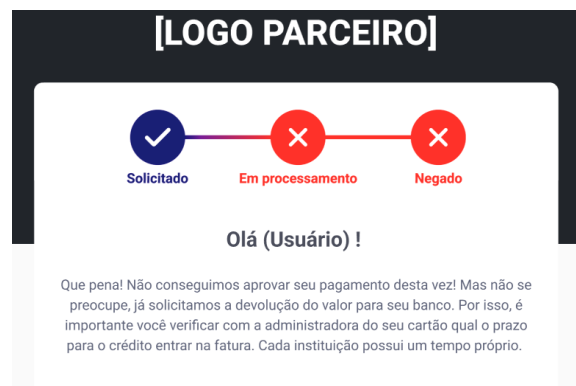 [LOGO PARCEIRO]
Solicitado
Em processamento
Negado
Olá (Usuário) !
Que pena! Não conseguimos aprovar seu pagamento desta vez! Mas não se
preocupe, já solicitamos a devolução do valor para seu banco. Por isso, é
importante você verificar com a administradora do seu cartão qual o prazo
para o crédito entrar na fatura. Cada instituição possui um tempo próprio.